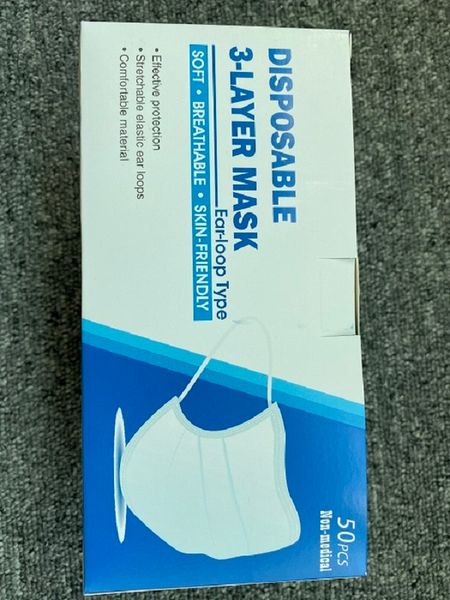 DISPOSABLE
3-LAYER MASK
Ear-loop Type
SOFT • BREATHABLE • SKIN-FRIENDLY
• Effective protection
• Stretchable elastic ear loops
• Comfortable material
50PCS
Non-medical